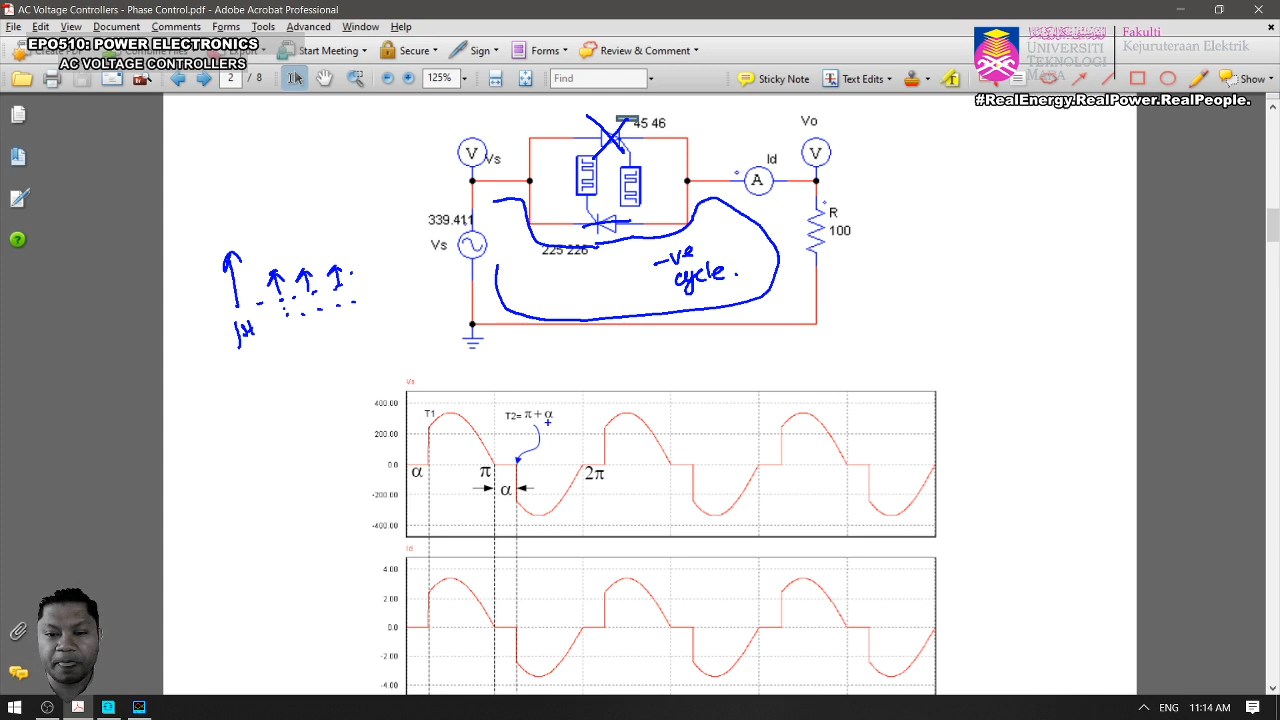 AC Voltage Controllers - Phase Control.pdf - Adobe Acrobat Professional
File Edit View Document Comments Forms Tools Advanced Window Help
EPO510: POWER ELECTRONICS
AC VOLTAGE CONTROLLERS
Start Meeting
Secure
Sign
Forms
Review & Comment
Fakulti
Kejuruteraan Elektrik
UNIVERSITI
TEKNOLOGI
MARA
#RealEnergy.RealPower.RealPeople.
2 / 8
125%
Find
Sticky Note
Text Edits
Show
45 46
Vo
V
Vs
Id
V
A
339.411
Vs
R
100
225 226
-ve
cycle.
Vs
400.00
200.00
0.0
-200.00
-400.00
T1
T2= π + α
α
π
α
2π
Id
4.00
2.00
0.0
-2.00
-4.00
ENG 11:14 AM